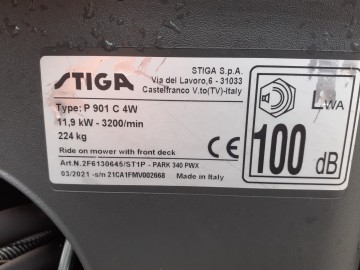 STIGA
STIGA S.p.A.
Via del Lavoro,6 - 31033
Castelfranco V.to(TV)-Italy
Type: P 901 C 4W
11,9 kW - 3200/min
224 kg
Ride on mower with front deck
Art.N.2F6130645/ST1P - PARK 340 PWX
03/2021 -s/n 21CA1FMV002668
CE
Made in Italy
LWA
100 dB